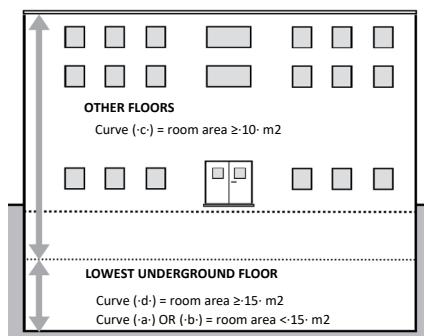 OTHER FLOORS
Curve (·c·) = room area ≥·10· m2
LOWEST UNDERGROUND FLOOR
Curve (·d·) = room area ≥·15· m2
Curve (·a·) OR (·b·) = room area <·15· m2